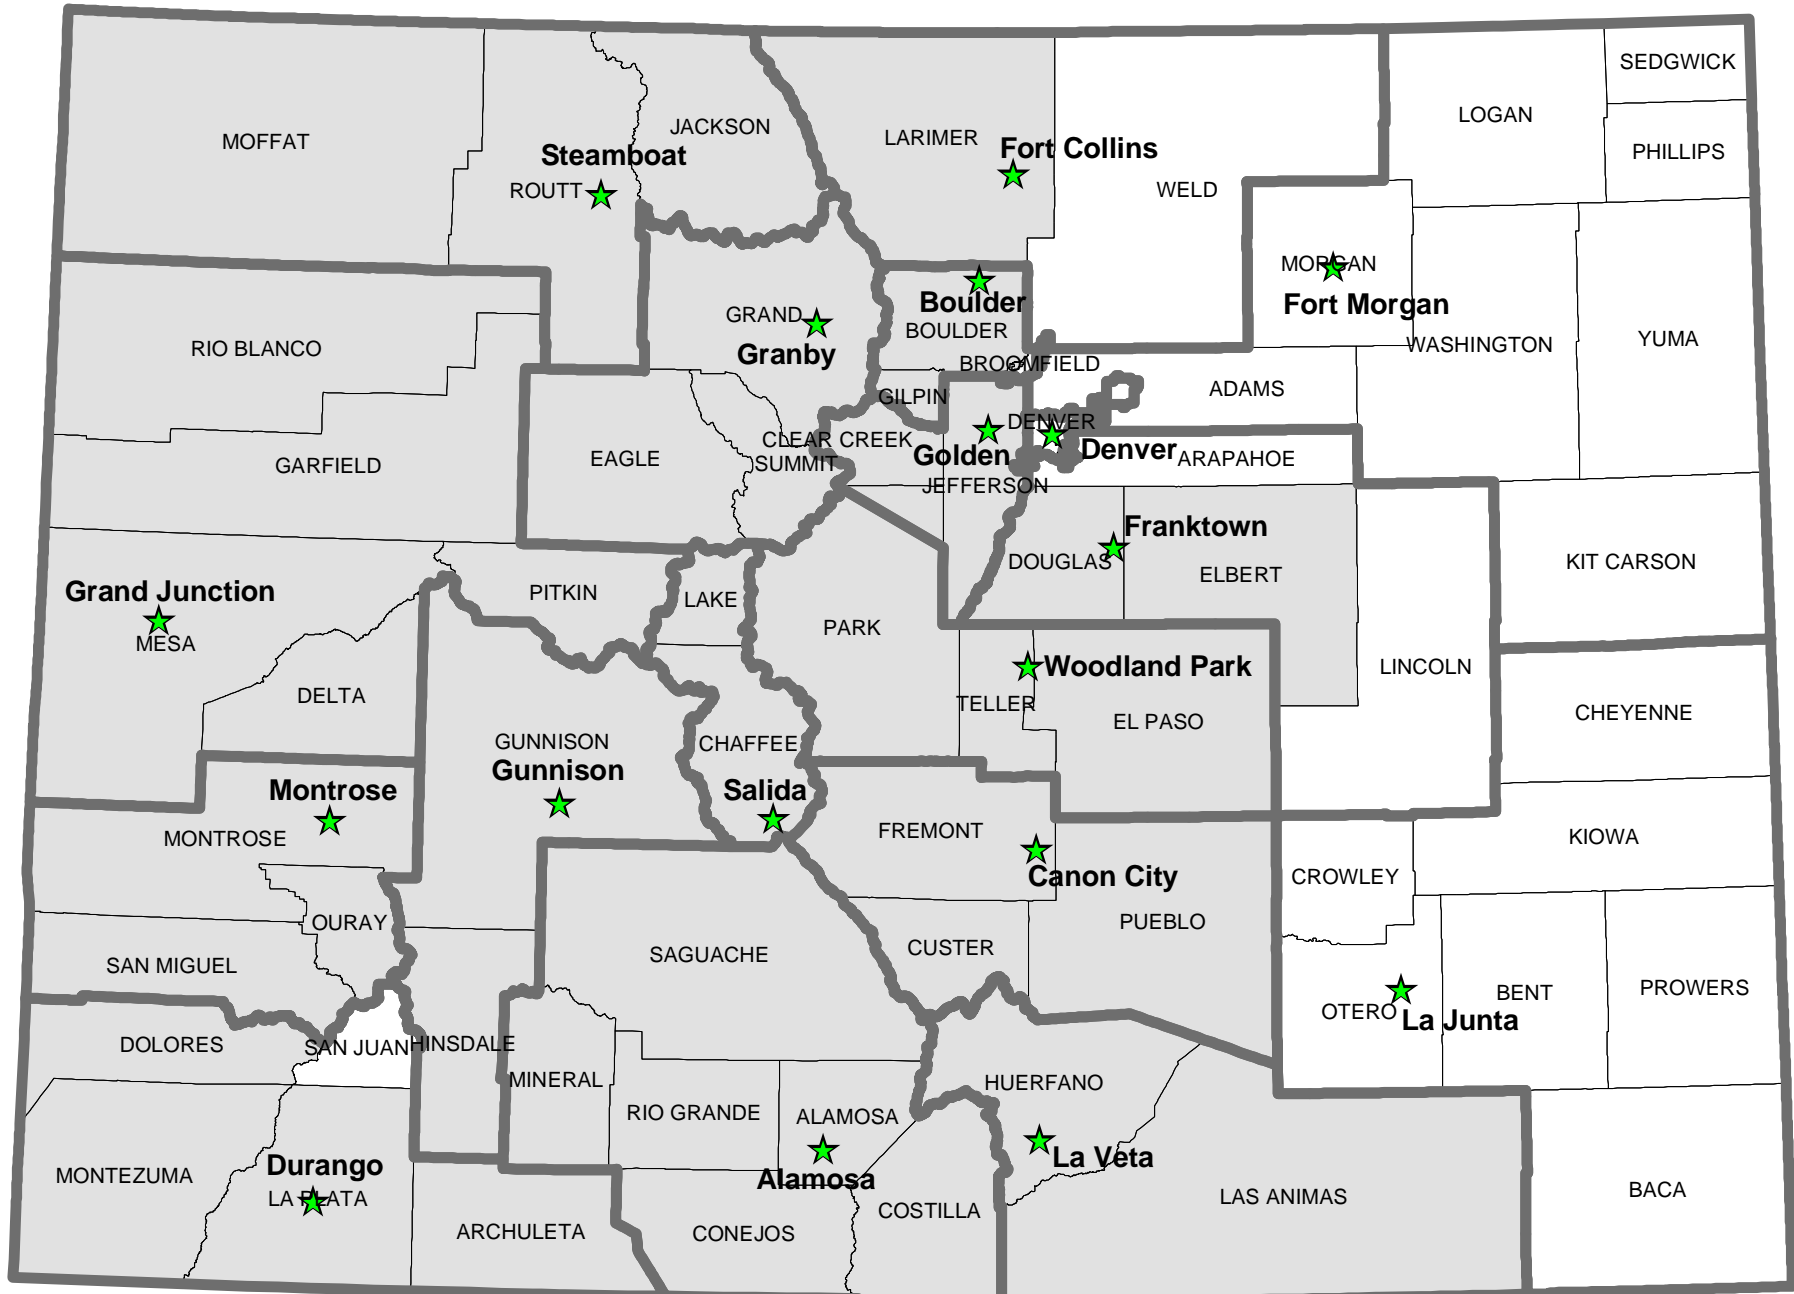 SEDGWICK
LOGAN
JACKSON
LARIMER
MOFFAT
Fort Collins
Steamboat
PHILLIPS
ROUTT
WELD
MORGAN
Boulder
Fort Morgan
GRAND
BOULDER
YUMA
WASHINGTON
RIO BLANCO
Granby
BROOMFIELD
ADAMS
GILPIN
DENVER
CLEAR CREEK
Denver
Golden
ARAPAHOE
EAGLE
SUMMIT
GARFIELD
JEFFERSON
Franktown
DOUGLAS
KIT CARSON
ELBERT
Grand Junction
PITKIN
LAKE
PARK
MESA
Woodland Park
LINCOLN
DELTA
TELLER
CHEYENNE
EL PASO
GUNNISON
CHAFFEE
Gunnison
Montrose
Salida
FREMONT
KIOWA
MONTROSE
Canon City
CROWLEY
OURAY
PUEBLO
CUSTER
SAGUACHE
SAN MIGUEL
PROWERS
BENT
OTERO
La Junta
DOLORES
SAN JUAN
HINSDALE
MINERAL
HUERFANO
RIO GRANDE
ALAMOSA
La Veta
Durango
MONTEZUMA
Alamosa
BACA
LA PLATA
LAS ANIMAS
COSTILLA
ARCHULETA
CONEJOS